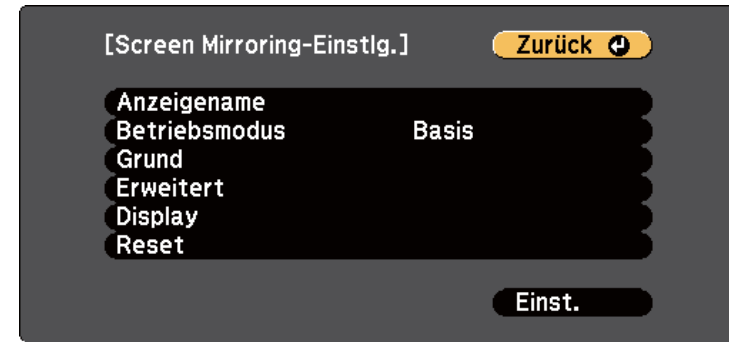 [Screen Mirroring-Einstlg.] Zurück
Anzeigename
Betriebsmodus Basis
Grund
Erweitert
Display
Reset
Einst.